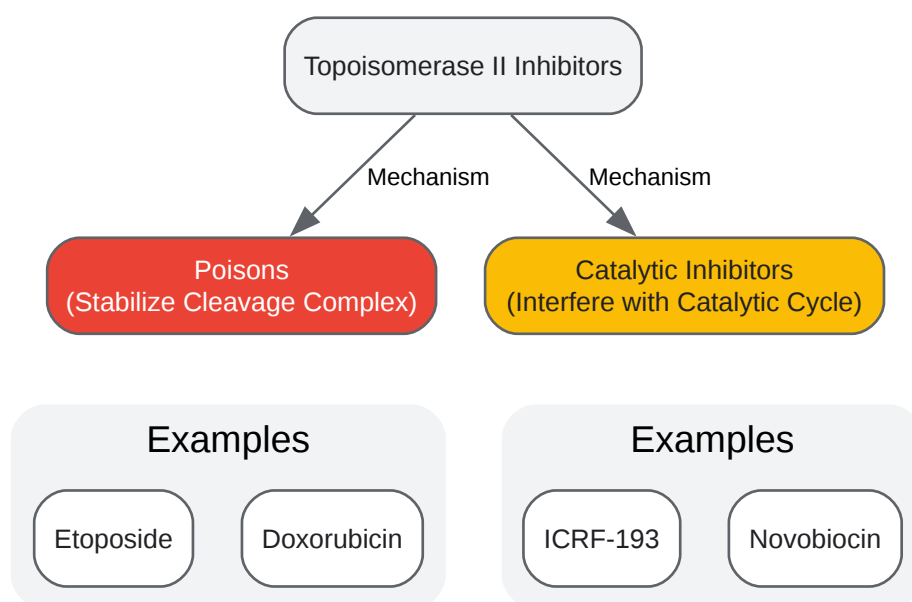 Topoisomerase II Inhibitors
Mechanism
Mechanism
Poisons
(Stabilize Cleavage Complex)
Catalytic Inhibitors
(Interfere with Catalytic Cycle)
Examples
Etoposide
Doxorubicin
Examples
ICRF-193
Novobiocin